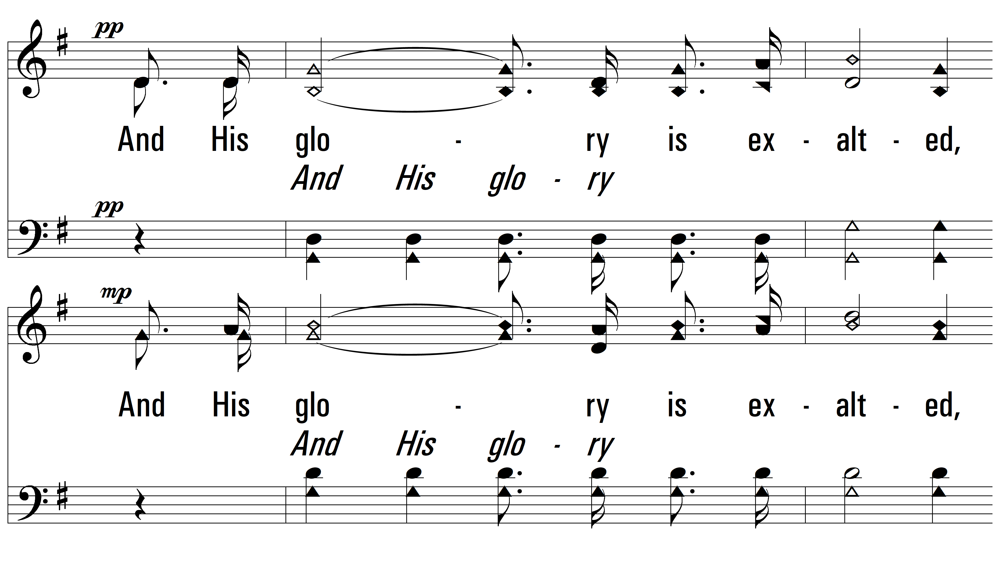 pp
And His glo - ry is ex - alt - ed,
And His glo - ry
pp
mp
And His glo - ry is ex - alt - ed,
And His glo - ry